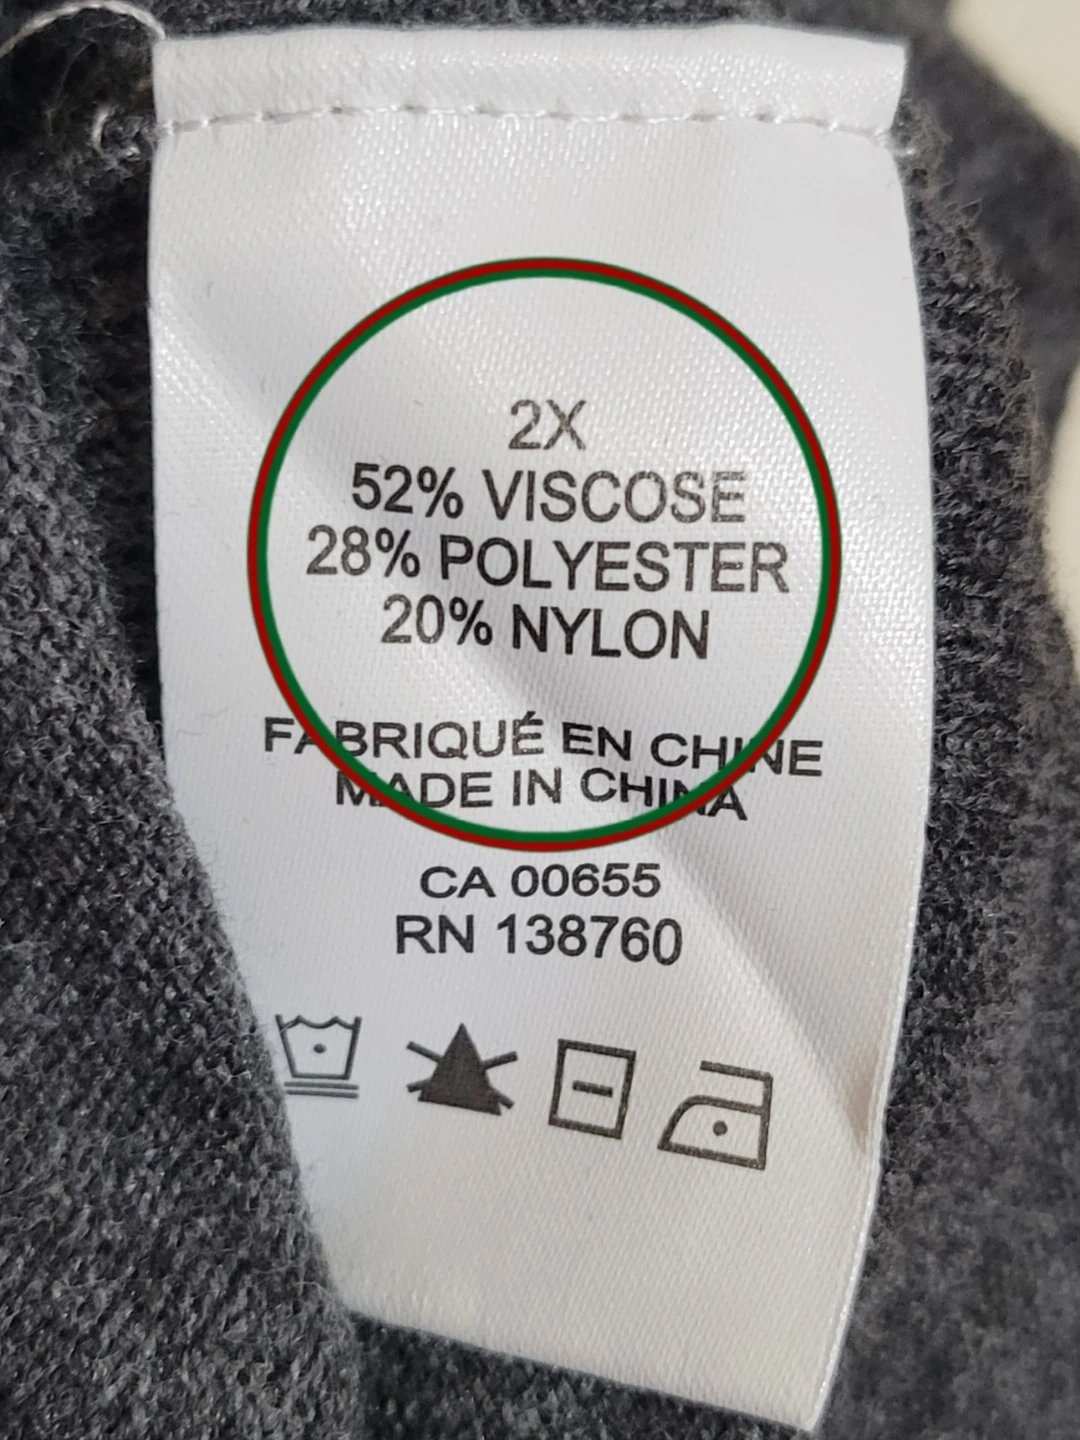 2X
52% VISCOSE
28% POLYESTER
20% NYLON
FABRIQUÉ EN CHINE
MADE IN CHINA
CA 00655
RN 138760